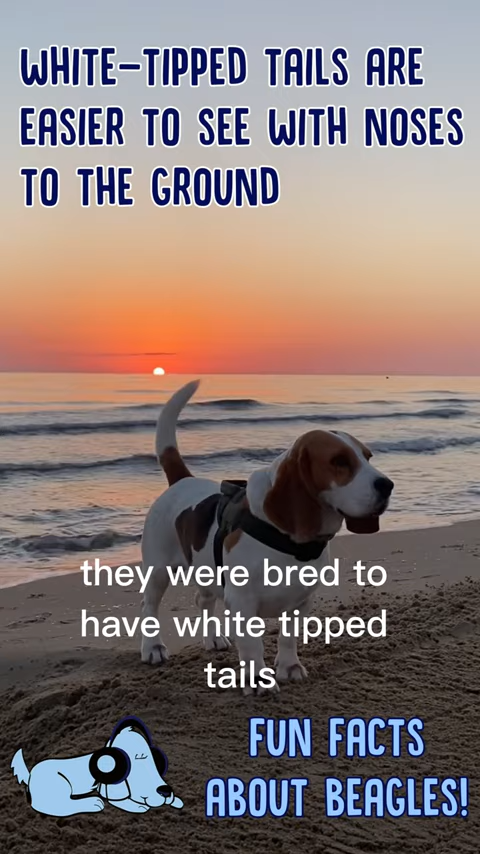 WHITE-TIPPED TAILS ARE
EASIER TO SEE WITH NOSES
TO THE GROUND
they were bred to
have white tipped
tails
FUN FACTS
ABOUT BEAGLES!